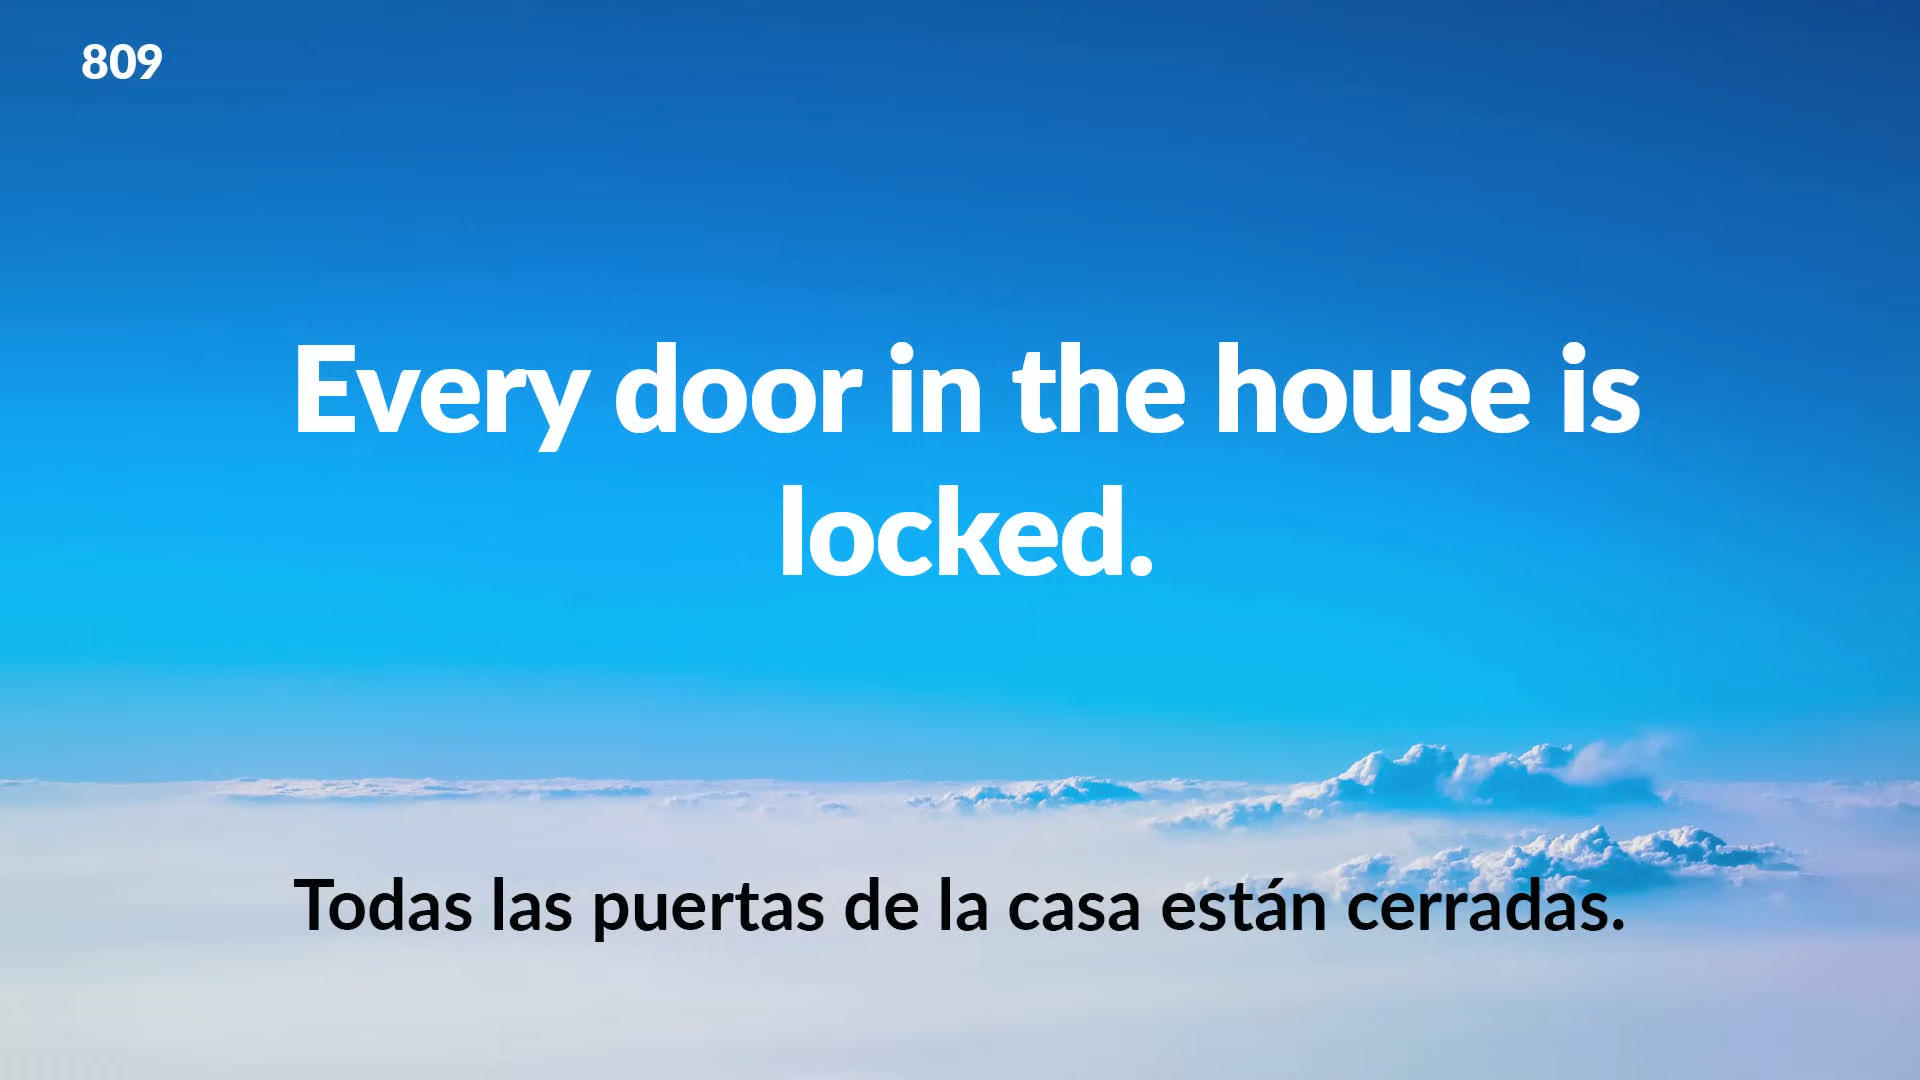 809
Every door in the house is
locked.
Todas las puertas de la casa están cerradas.